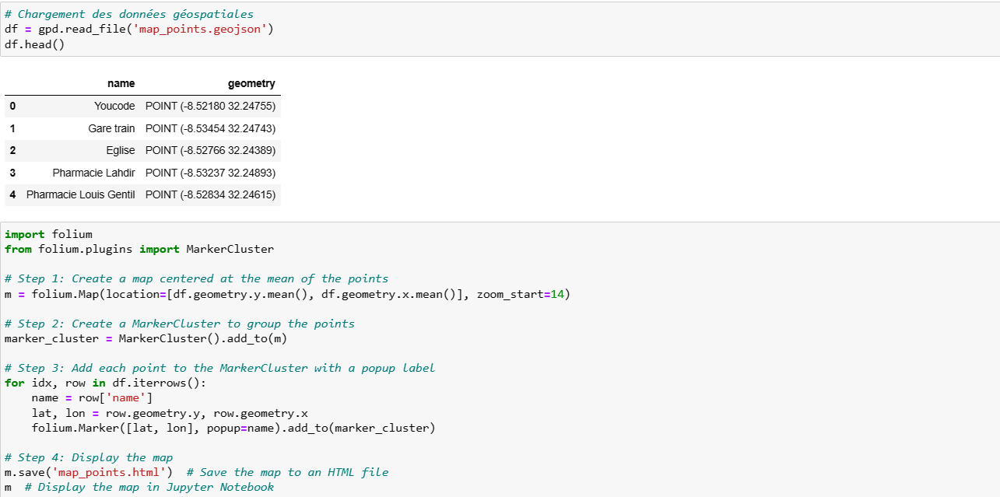 # Chargement des données géospatiales
df = gpd.read_file('map_points.geojson')
df.head()
name geometry
0 Youcode POINT (-8.52180 32.24755)
1 Gare train POINT (-8.53454 32.24743)
2 Eglise POINT (-8.52766 32.24389)
3 Pharmacie Lahdir POINT (-8.53237 32.24893)
4 Pharmacie Louis Gentil POINT (-8.52834 32.24615)
import folium
from folium.plugins import MarkerCluster
# Step 1: Create a map centered at the mean of the points
m = folium.Map(location=[df.geometry.y.mean(), df.geometry.x.mean()], zoom_start=14)
# Step 2: Create a MarkerCluster to group the points
marker_cluster = MarkerCluster().add_to(m)
# Step 3: Add each point to the MarkerCluster with a popup label
for idx, row in df.iterrows():
    name = row['name']
    lat, lon = row.geometry.y, row.geometry.x
    folium.Marker([lat, lon], popup=name).add_to(marker_cluster)
# Step 4: Display the map
m.save('map_points.html')  # Save the map to an HTML file
m  # Display the map in Jupyter Notebook